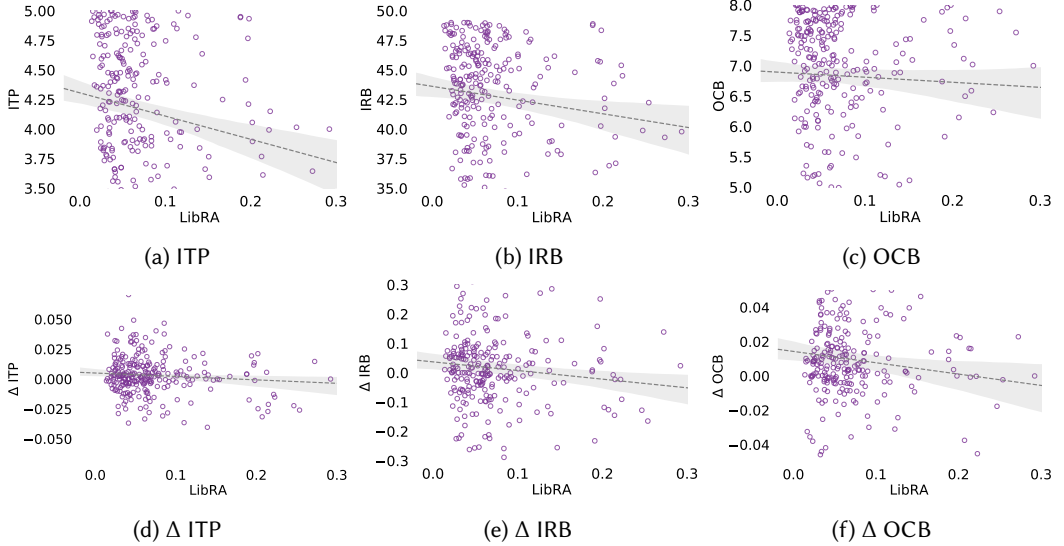 5.00
4.75
4.50
4.25
4.00
3.75
3.50
ITP
0.0 0.1 0.2 0.3
LibRA
(a) ITP
50.0
47.5
45.0
42.5
40.0
37.5
35.0
IRB
0.0 0.1 0.2 0.3
LibRA
(b) IRB
8.0
7.5
7.0
6.5
6.0
5.5
5.0
OCB
0.0 0.1 0.2 0.3
LibRA
(c) OCB
0.050
0.025
0.000
−0.025
−0.050
Δ ITP
0.0 0.1 0.2 0.3
LibRA
(d) Δ ITP
0.3
0.2
0.1
0.0
−0.1
−0.2
−0.3
Δ IRB
0.0 0.1 0.2 0.3
LibRA
(e) Δ IRB
0.04
0.02
0.00
−0.02
−0.04
Δ OCB
0.0 0.1 0.2 0.3
LibRA
(f) Δ OCB